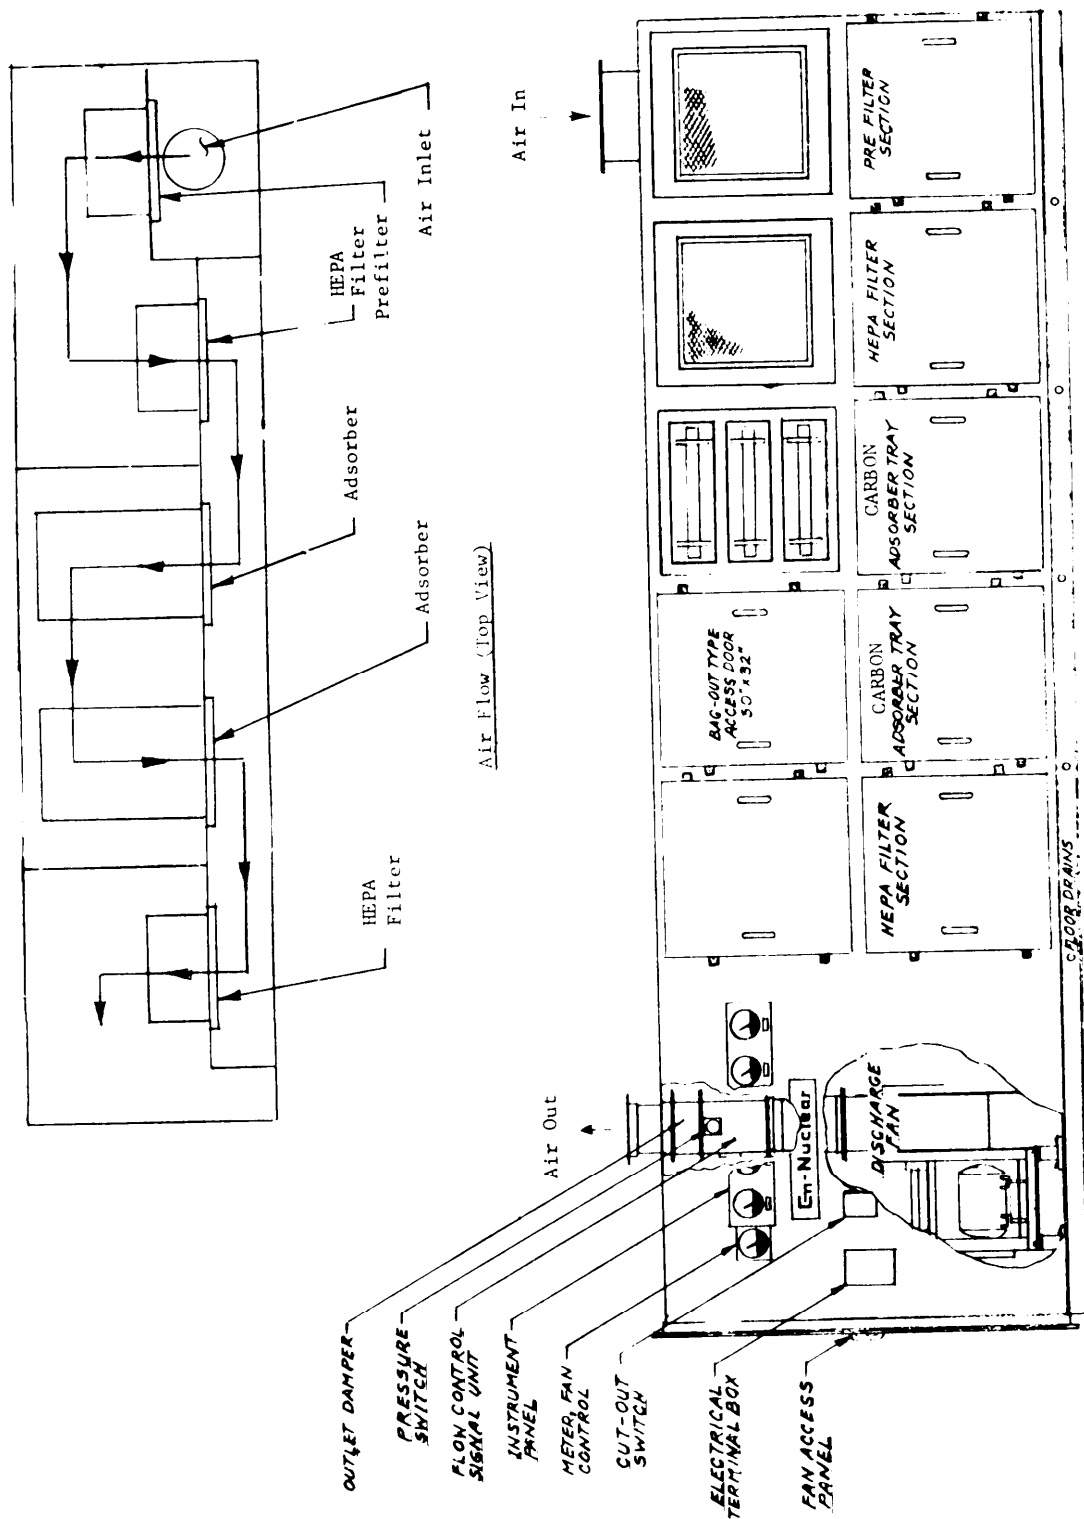 HEPA
Filter
Adsorber
Adsorber
HEPA
Filter
Prefilter
Air Inlet
Air Flow (Top View)
Air Out
Air In
OUTLET DAMPER
PRESSURE
SWITCH
FLOW CONTROL
SIGNAL UNIT
INSTRUMENT
PANEL
METER, FAN
CONTROL
CUT-OUT
SWITCH
ELECTRICAL
TERMINAL BOX
FAN ACCESS
PANEL
BAG-OUT TYPE
ACCESS DOOR
30" X 32"
DISCHARGE
FAN
HEPA FILTER
SECTION
CARBON
ADSORBER TRAY
SECTION
CARBON
ADSORBER TRAY
SECTION
HEPA FILTER
SECTION
PRE FILTER
SECTION
FLOOR DRAINS